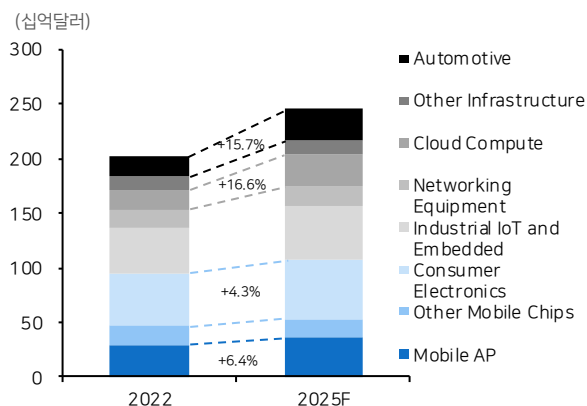 (십억달러)
300
250
200
150
100
50
0
+15.7%
+16.6%
+4.3%
+6.4%
2022
2025F
Automotive
Other Infrastructure
Cloud Compute
Networking
Equipment
Industrial IoT and
Embedded
Consumer
Electronics
Other Mobile Chips
Mobile AP